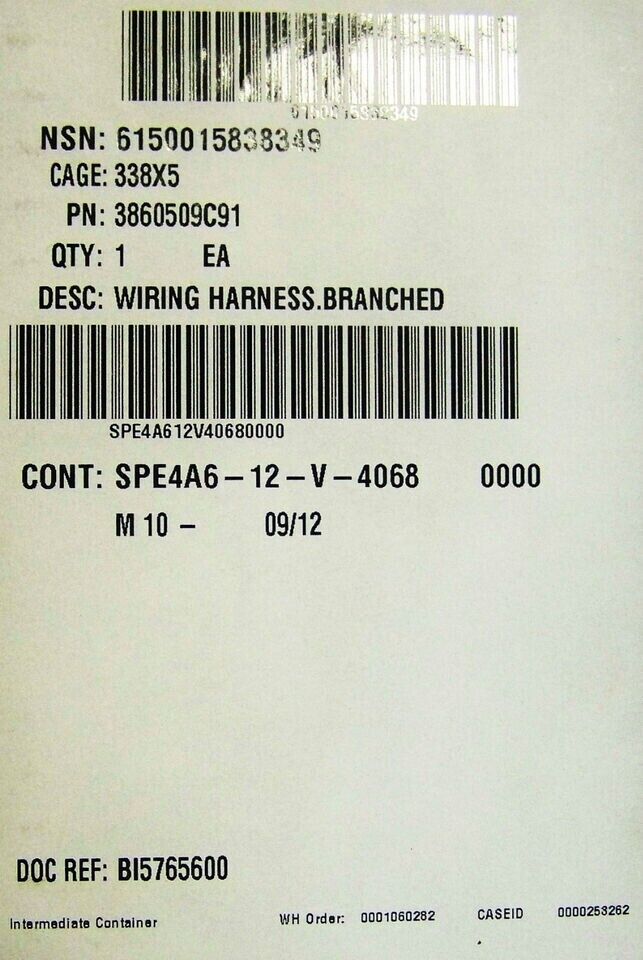 6150015838349
NSN: 6150015838349
CAGE: 338X5
PN: 3860509C91
QTY: 1 EA
DESC: WIRING HARNESS.BRANCHED
SPE4A612V40680000
CONT: SPE4A6-12-V-4068 0000
M 10 - 09/12
DOC REF: BI5765600
Intermediate Container WH Order: 0001060282 CASEID 0000253262